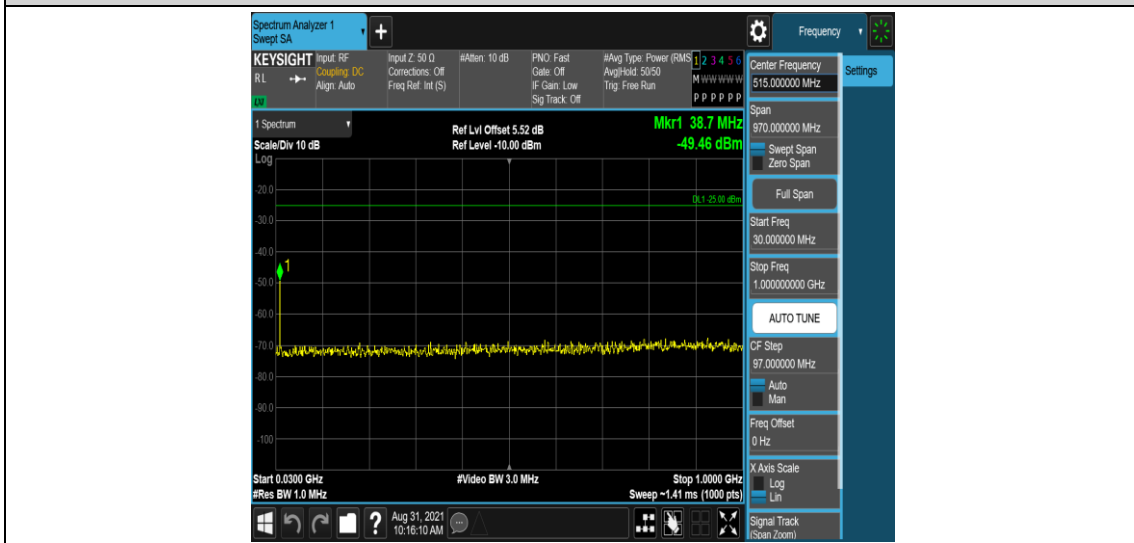 Spectrum Analyzer 1
Swept SA
+
Frequency
KEYSIGHT
RL
LXI
Input: RF
Coupling: DC
Align: Auto
Input Z: 50 Ω
Corrections: Off
Freq Ref: Int (S)
#Atten: 10 dB
PNO: Fast
Gate: Off
IF Gain: Low
Sig Track: Off
#Avg Type: Power (RMS
Avg|Hold: 50/50
Trig: Free Run
1 2 3 4 5 6
M W W W W W
P P P P P P
1 Spectrum
Scale/Div 10 dB
Ref Lvl Offset 5.52 dB
Ref Level -10.00 dBm
Mkr1 38.7 MHz
-49.46 dBm
Log
DL1 -25.00 dBm
1
-20.0
-30.0
-40.0
-50.0
-60.0
-70.0
-80.0
-90.0
-100
Start 0.0300 GHz
#Res BW 1.0 MHz
#Video BW 3.0 MHz
Stop 1.0000 GHz
Sweep ~1.41 ms (1000 pts)
Center Frequency
515.000000 MHz
Settings
Span
970.000000 MHz
Swept Span
Zero Span
Full Span
Start Freq
30.000000 MHz
Stop Freq
1.000000000 GHz
AUTO TUNE
CF Step
97.000000 MHz
Auto
Man
Freq Offset
0 Hz
X Axis Scale
Log
Lin
Signal Track
(Span Zoom)
?
Aug 31, 2021
10:16:10 AM